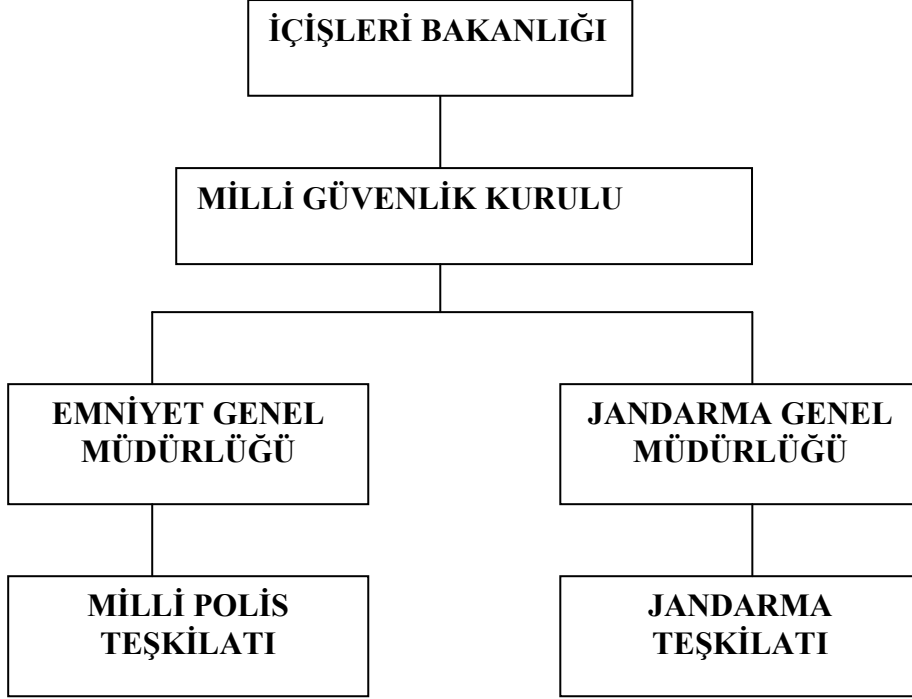 İÇİŞLERİ BAKANLIĞI
MİLLİ GÜVENLİK KURULU
EMNİYET GENEL
MÜDÜRLÜĞÜ
JANDARMA GENEL
MÜDÜRLÜĞÜ
MİLLİ POLİS
TEŞKİLATI
JANDARMA
TEŞKİLATI